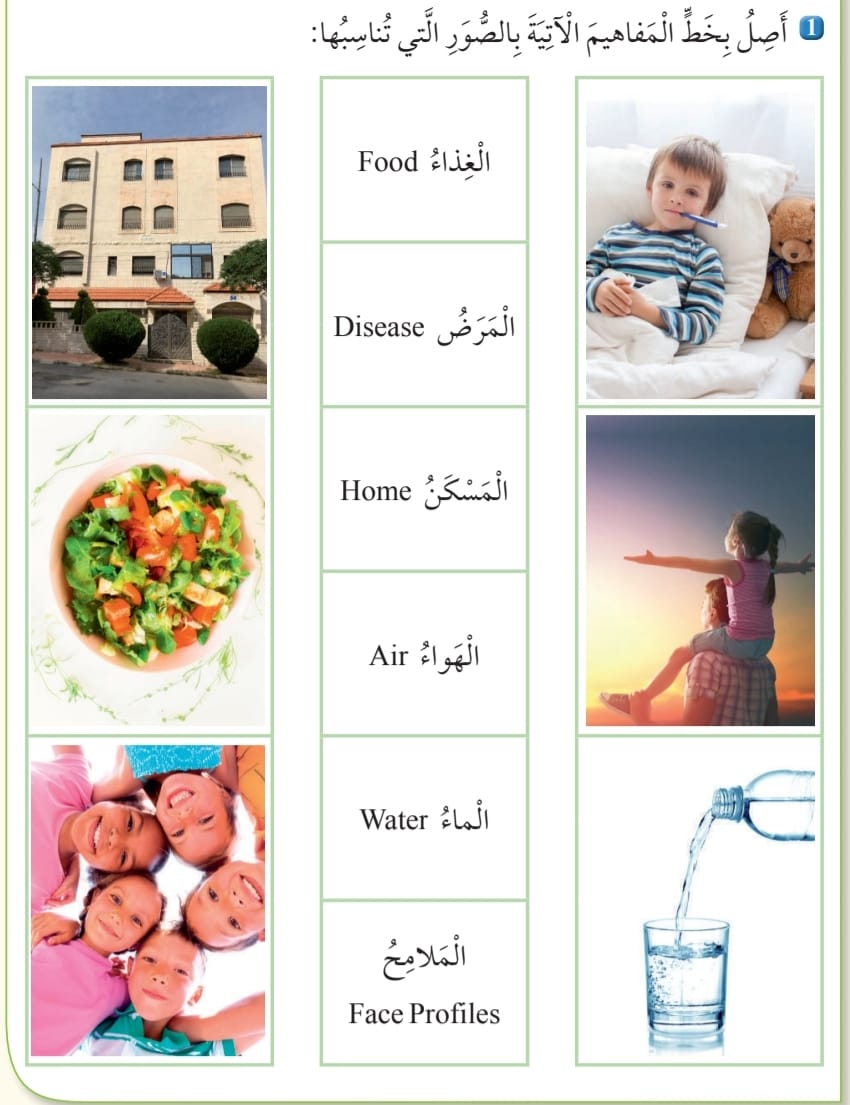 1 أَصِلُ بِخَطٍّ الْمَفاهيمَ الْآتِيَةَ بِالصُّوَرِ الَّتي تُناسِبُها:
الْغِذاءُ Food
الْمَرَضُ Disease
الْمَسْكَنُ Home
الْهَواءُ Air
الْماءُ Water
الْمَلامِحُ
Face Profiles